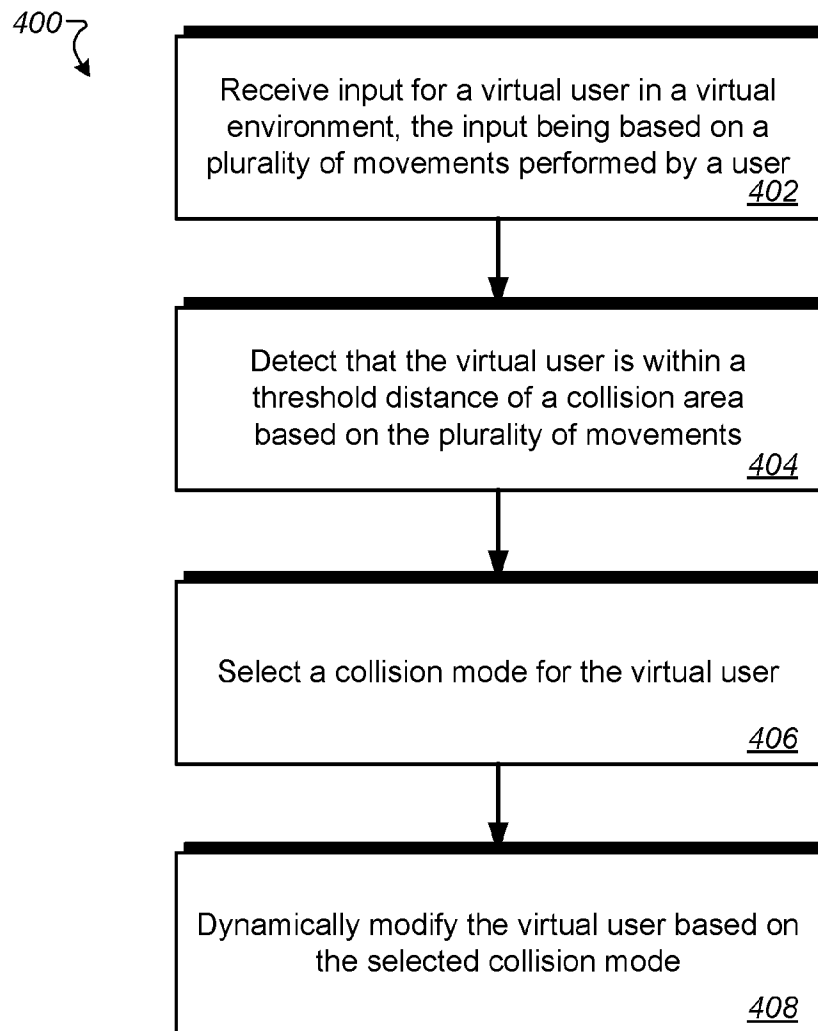 400
Receive input for a virtual user in a virtual
environment, the input being based on a
plurality of movements performed by a user
402
Detect that the virtual user is within a
threshold distance of a collision area
based on the plurality of movements
404
Select a collision mode for the virtual user
406
Dynamically modify the virtual user based on
the selected collision mode
408